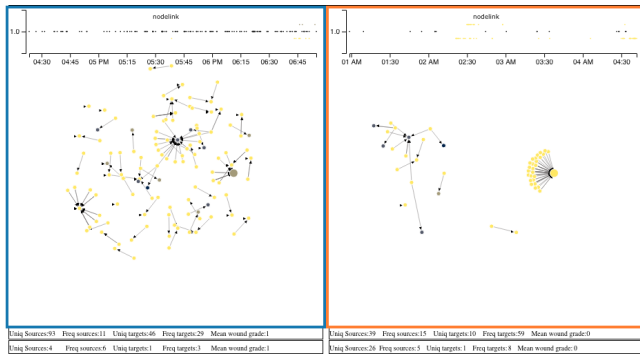 nodelink
1.0
04:30 04:45 05 PM 05:15 05:30 05:45 06 PM 06:15 06:30 06:45
Uniq Sources:93 Freq sources:11 Uniq targets:46 Freq targets:29 Mean wound grade:1
Uniq Sources:4 Freq sources:6 Uniq targets:1 Freq targets:3 Mean wound grade:1
nodelink
1.0
01 AM 01:30 02 AM 02:30 03 AM 03:30 04 AM 04:30
Uniq Sources:39 Freq sources:15 Uniq targets:10 Freq targets:59 Mean wound grade:0
Uniq Sources:26 Freq sources:5 Uniq targets:1 Freq targets:8 Mean wound grade:0